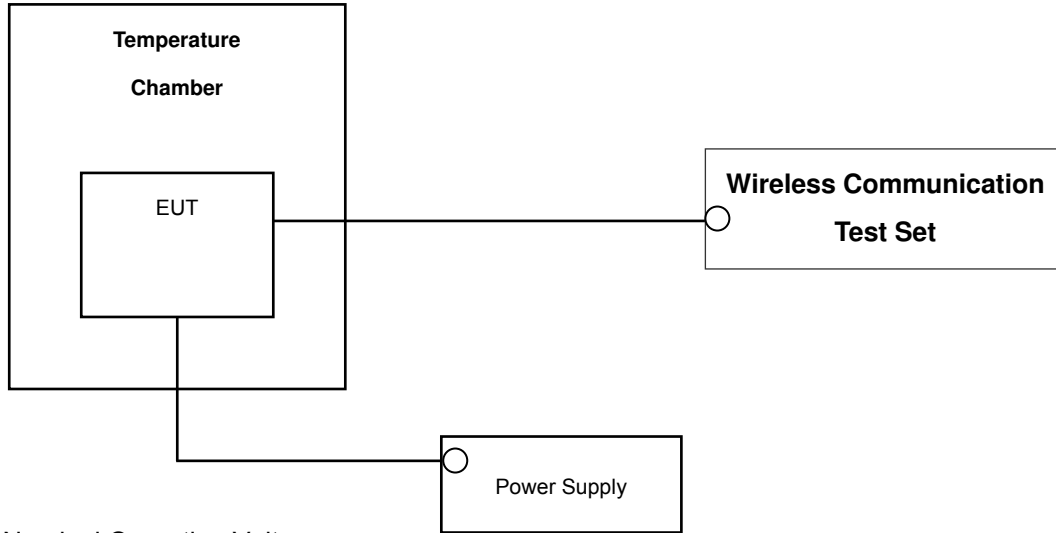 Temperature
Chamber
EUT
Wireless Communication
Test Set
Power Supply